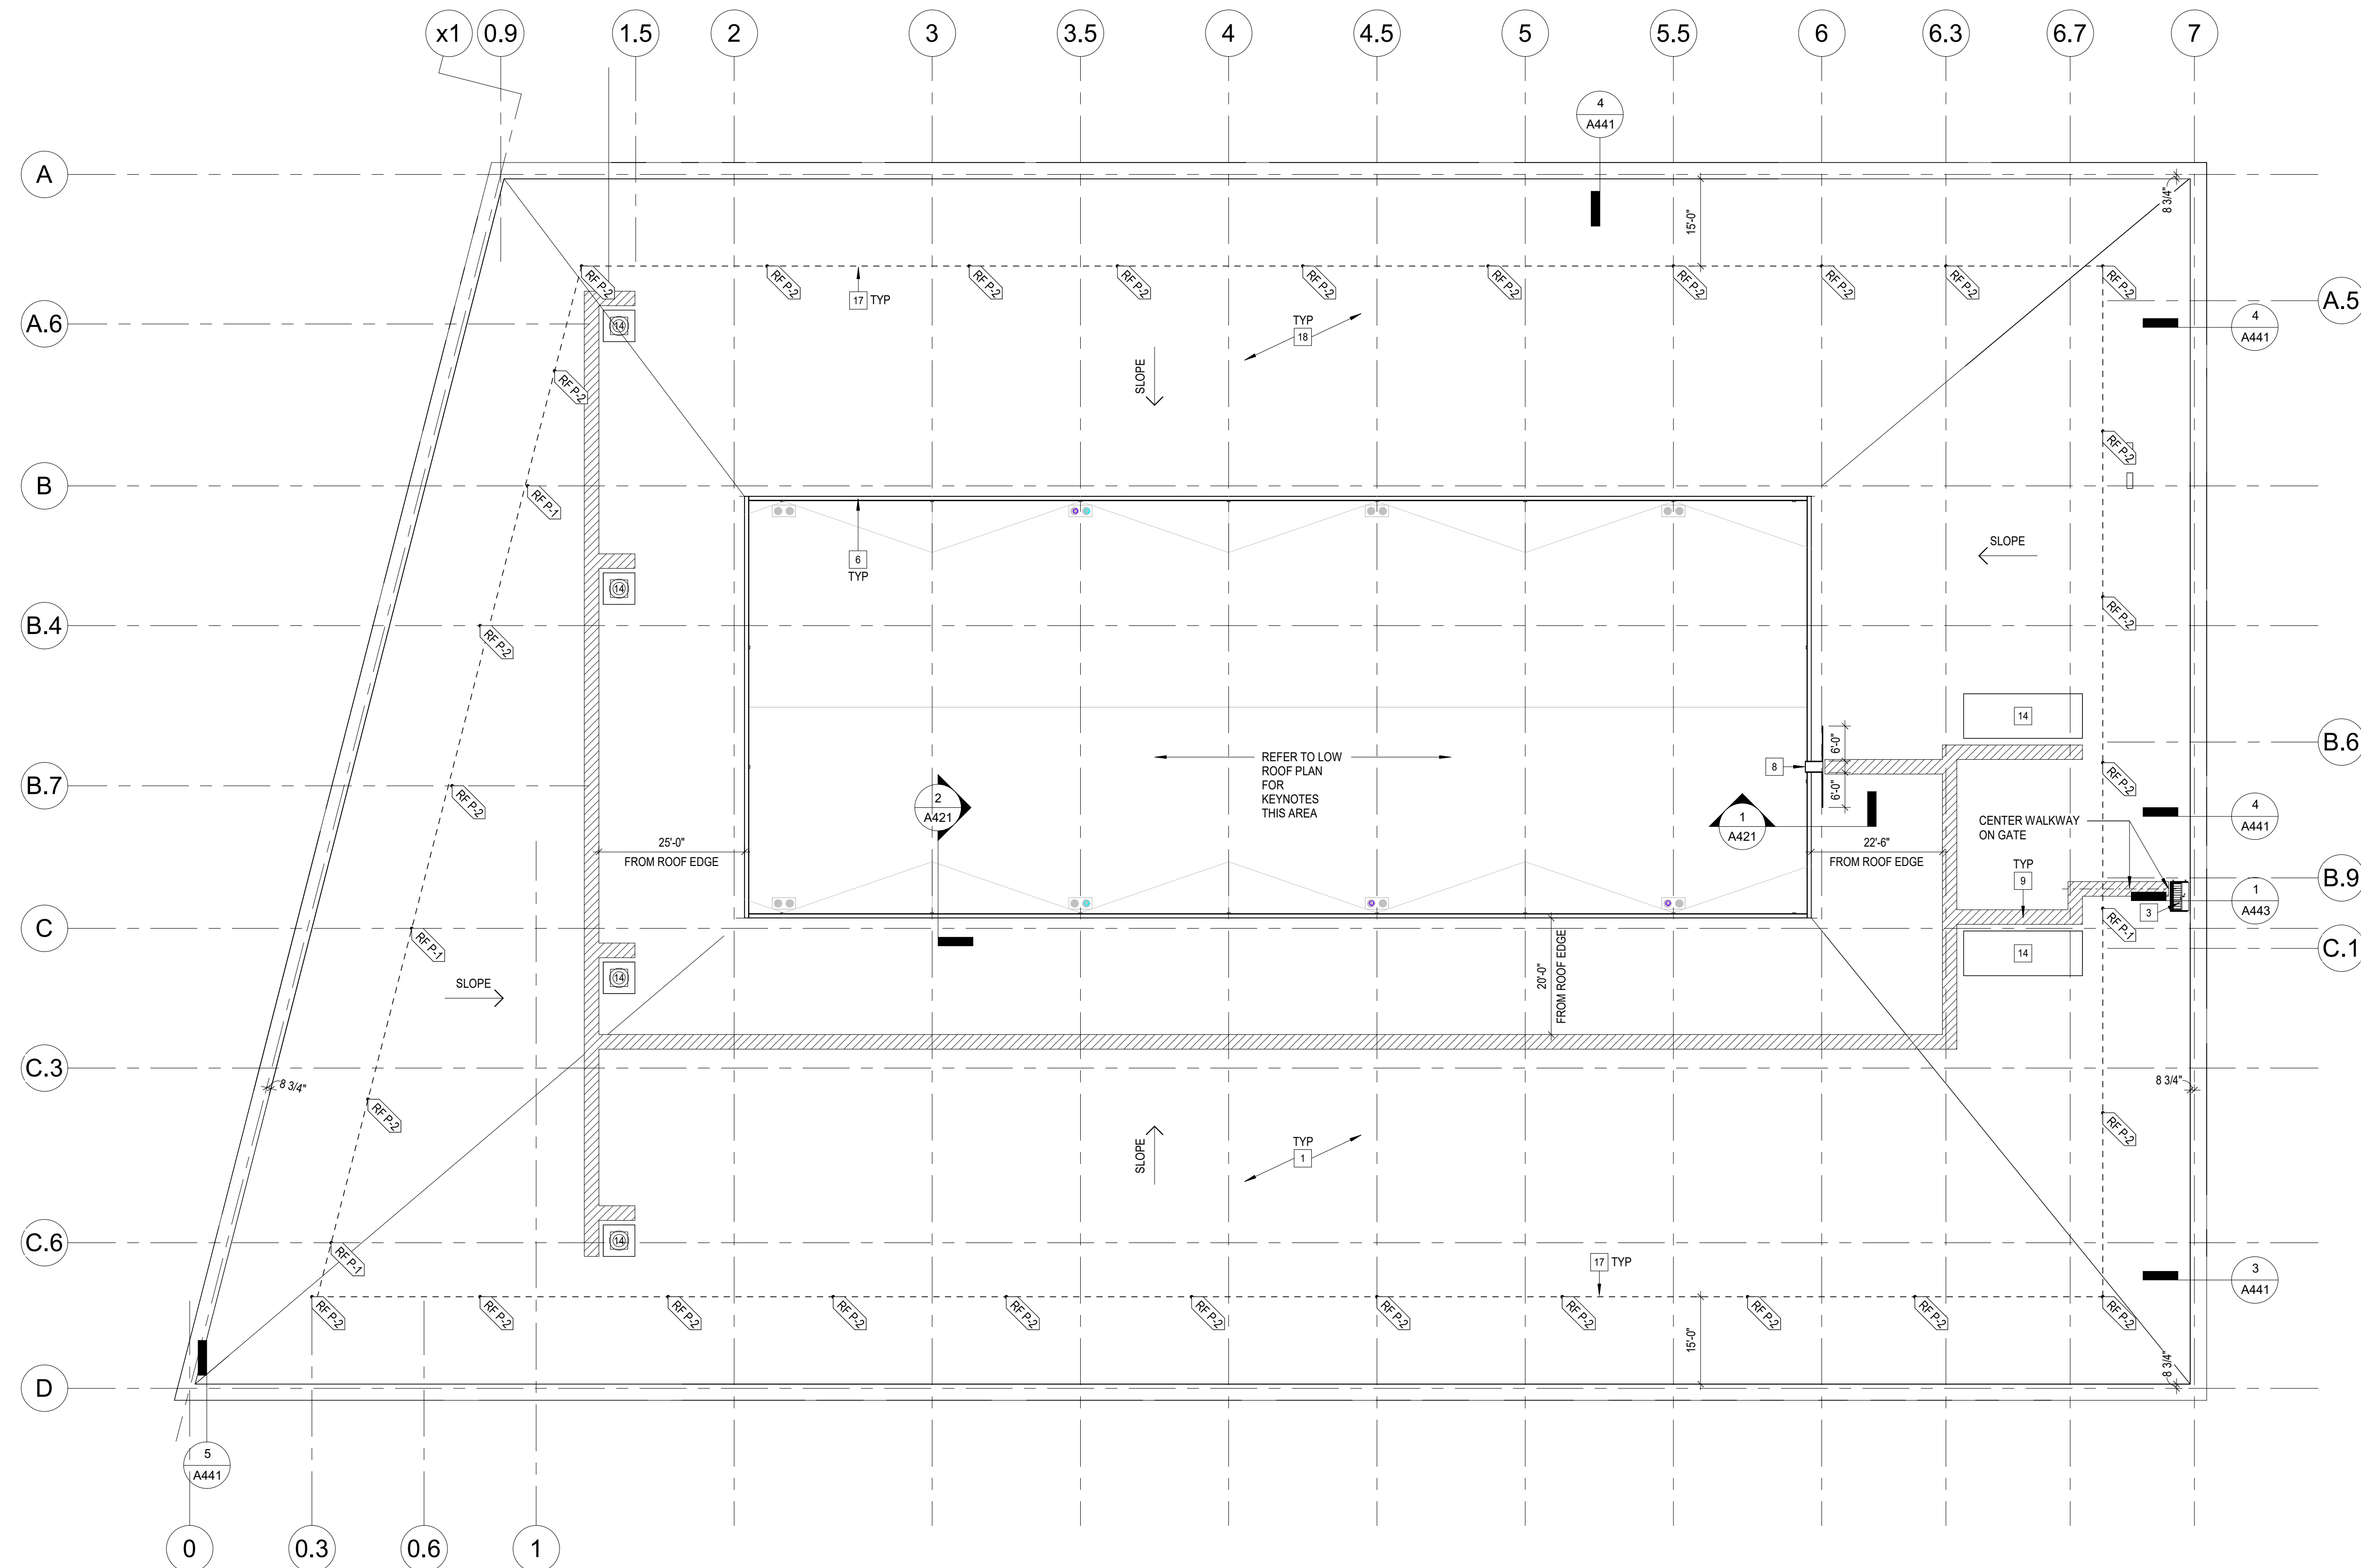 x1
0.9
1.5
2
3
3.5
4
4.5
5
5.5
6
6.3
6.7
7
4
A441
A
8 3/4"
15'-0"
RF P-2
RF P-2
RF P-2
RF P-2
RF P-2
RF P-2
RF P-2
RF P-2
RF P-2
RF P-2
17 TYP
A.5
A.6
14
TYP
18
4
A441
SLOPE
RF P-2
RF P-2
B
RF P-1
6
TYP
SLOPE
14
RF P-2
B.4
RF P-2
14
B.6
6'-0"
REFER TO LOW
ROOF PLAN
FOR
KEYNOTES
THIS AREA
8
RF P-2
B.7
RF P-2
6'-0"
2
A421
1
A421
4
A441
CENTER WALKWAY
ON GATE
25'-0"
FROM ROOF EDGE
22'-6"
FROM ROOF EDGE
TYP
9
B.9
1
A443
3
RF P-1
C
RF P-1
C.1
14
20'-0"
FROM ROOF EDGE
14
SLOPE
C.3
8 3/4"
8 3/4"
RF P-2
RF P-2
SLOPE
TYP
1
C.6
14
RF P-1
17 TYP
3
A441
RF P-2
RF P-2
RF P-2
RF P-2
RF P-2
RF P-2
RF P-2
RF P-2
RF P-2
RF P-2
RF P-2
15'-0"
8 3/4"
D
5
A441
0
0.3
0.6
1